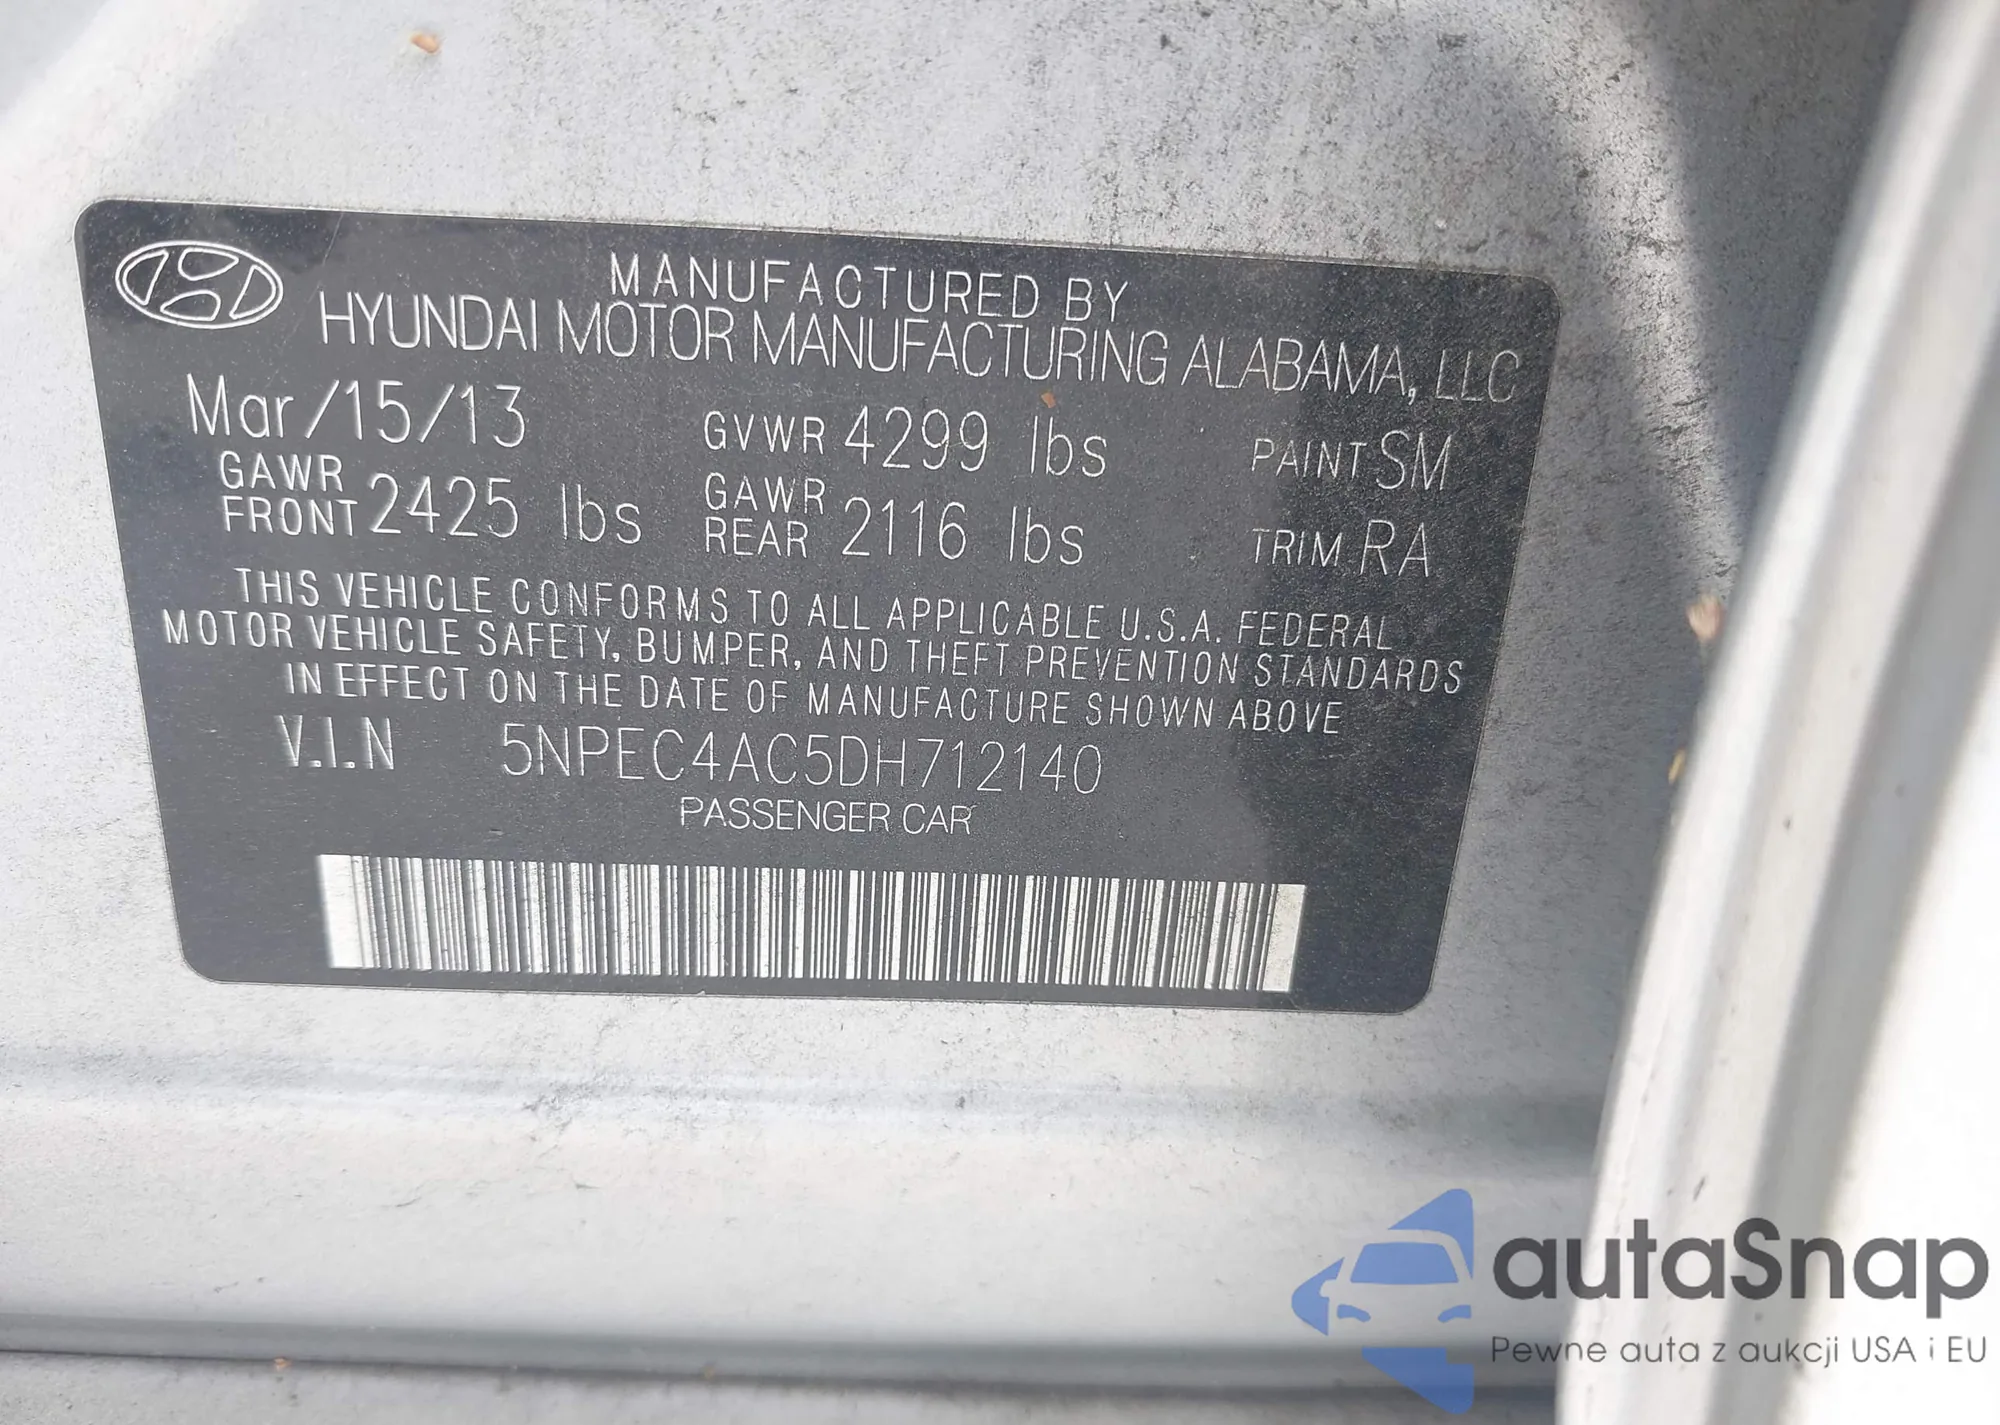 MANUFACTURED BY
HYUNDAI MOTOR MANUFACTURING ALABAMA, LLC
Mar/15/13 GVWR 4299 lbs PAINT SM
GAWR FRONT 2425 lbs GAWR REAR 2116 lbs TRIM RA
THIS VEHICLE CONFORMS TO ALL APPLICABLE U.S.A. FEDERAL
MOTOR VEHICLE SAFETY, BUMPER, AND THEFT PREVENTION STANDARDS
IN EFFECT ON THE DATE OF MANUFACTURE SHOWN ABOVE
V.I.N 5NPEC4AC5DH712140
PASSENGER CAR
autaSnap
Pewne auta z aukcji USA i EU